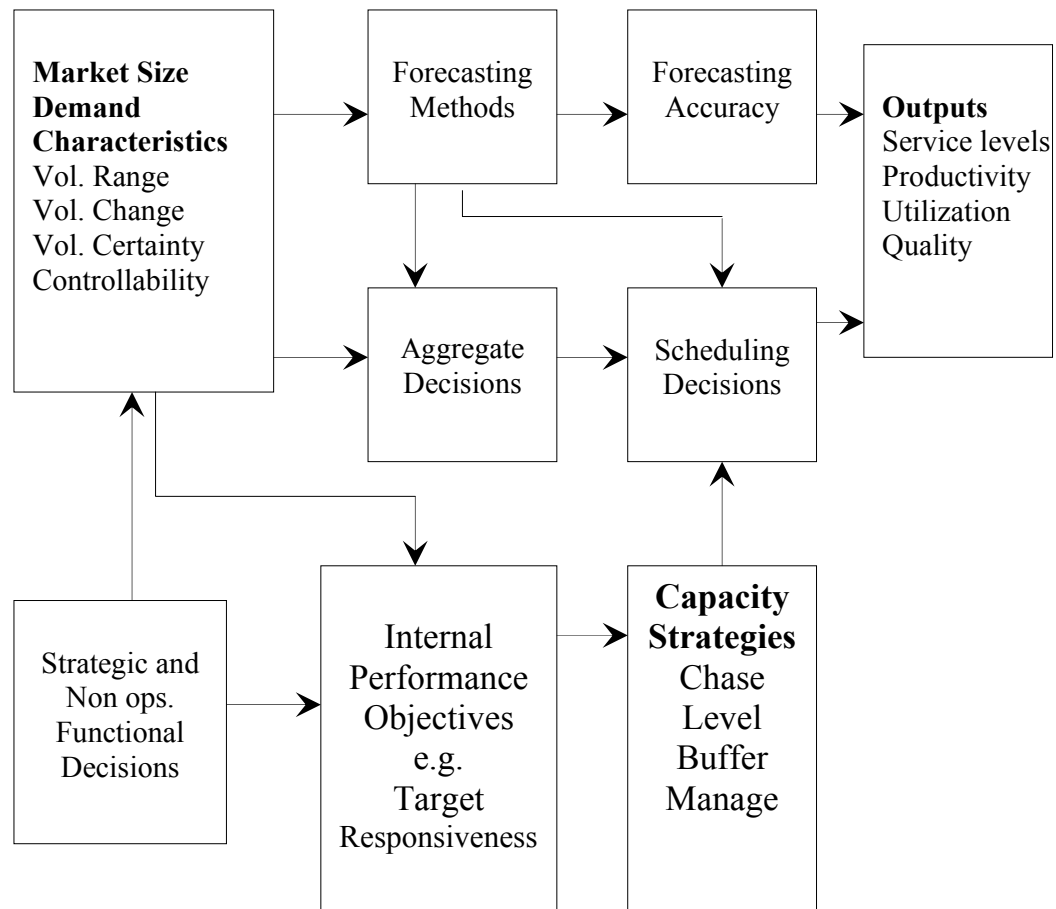 Market Size
Demand
Characteristics
Vol. Range
Vol. Change
Vol. Certainty
Controllability
Forecasting
Methods
Forecasting
Accuracy
Outputs
Service levels
Productivity
Utilization
Quality
Aggregate
Decisions
Scheduling
Decisions
Strategic and
Non ops.
Functional
Decisions
Internal
Performance
Objectives
e.g.
Target
Responsiveness
Capacity
Strategies
Chase
Level
Buffer
Manage